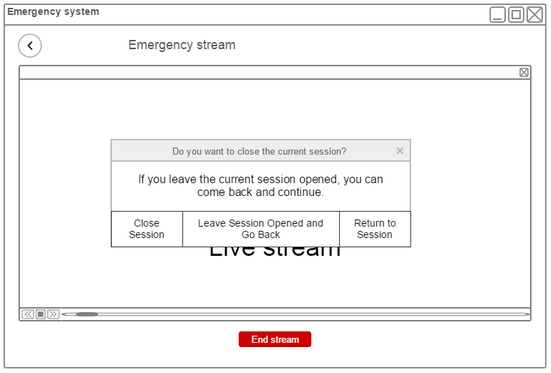 Emergency system
Emergency stream
Do you want to close the current session?
If you leave the current session opened, you can
come back and continue.
Close
Session
Leave Session Opened and
Go Back
Return to
Session
Live stream
End stream